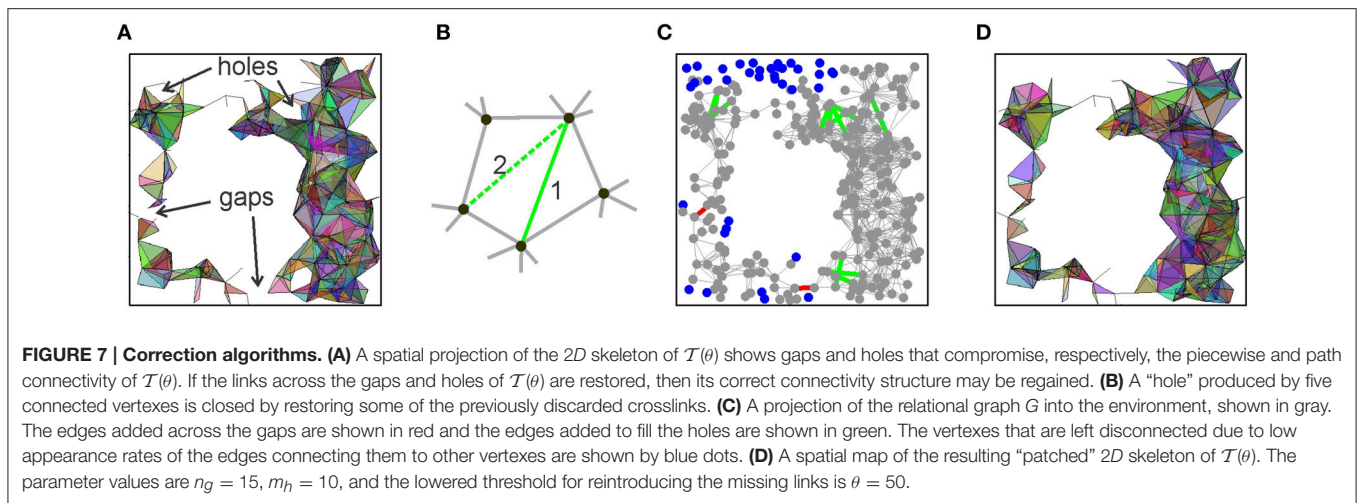 A
B
C
D
holes
gaps
2
1
FIGURE 7 | Correction algorithms. (A) A spatial projection of the 2D skeleton of 𝒯(θ) shows gaps and holes that compromise, respectively, the piecewise and path
connectivity of 𝒯(θ). If the links across the gaps and holes of 𝒯(θ) are restored, then its correct connectivity structure may be regained. (B) A “hole” produced by five
connected vertexes is closed by restoring some of the previously discarded crosslinks. (C) A projection of the relational graph G into the environment, shown in gray.
The edges added across the gaps are shown in red and the edges added to fill the holes are shown in green. The vertexes that are left disconnected due to low
appearance rates of the edges connecting them to other vertexes are shown by blue dots. (D) A spatial map of the resulting “patched” 2D skeleton of 𝒯(θ). The
parameter values are n_g = 15, m_h = 10, and the lowered threshold for reintroducing the missing links is θ = 50.